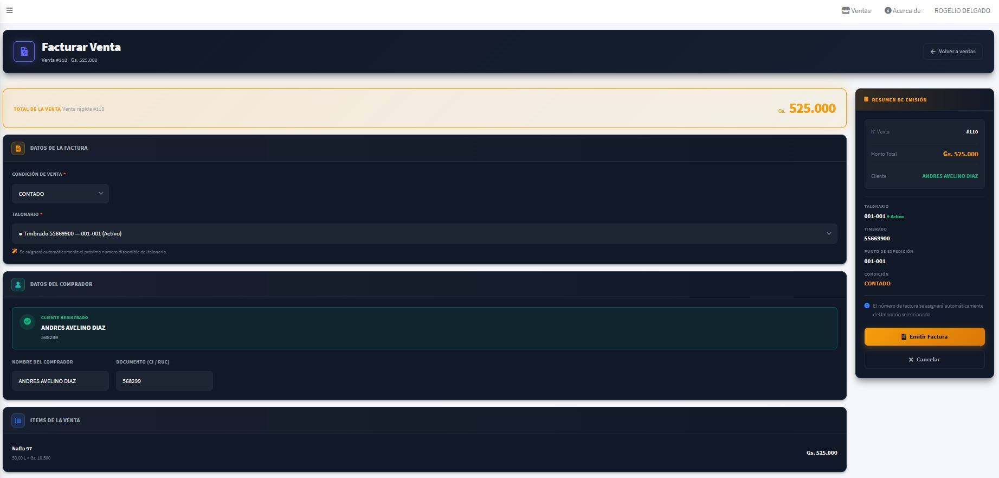 Ventas
Acerca de
ROGELIO DELGADO
Facturar Venta
Venta #110 · Gs. 525.000
Volver a ventas
TOTAL DE LA VENTA Venta rápida #110
Gs. 525.000
DATOS DE LA FACTURA
CONDICIÓN DE VENTA *
CONTADO
TALONARIO *
● Timbrado 55669900 — 001-001 (Activo)
Se asignará automáticamente el próximo número disponible del talonario.
DATOS DEL COMPRADOR
CLIENTE REGISTRADO
ANDRES AVELINO DIAZ
568299
NOMBRE DEL COMPRADOR
DOCUMENTO (CI / RUC)
ANDRES AVELINO DIAZ
568299
ITEMS DE LA VENTA
Nafta 97
50,00 L × Gs. 10.500
Gs. 525.000
RESUMEN DE EMISIÓN
N° Venta
#110
Monto Total
Gs. 525.000
Cliente
ANDRES AVELINO DIAZ
TALONARIO
001-001 ● Activo
TIMBRADO
55669900
PUNTO DE EXPEDICIÓN
001-001
CONDICIÓN
CONTADO
El número de factura se asignará automáticamente
del talonario seleccionado.
Emitir Factura
Cancelar